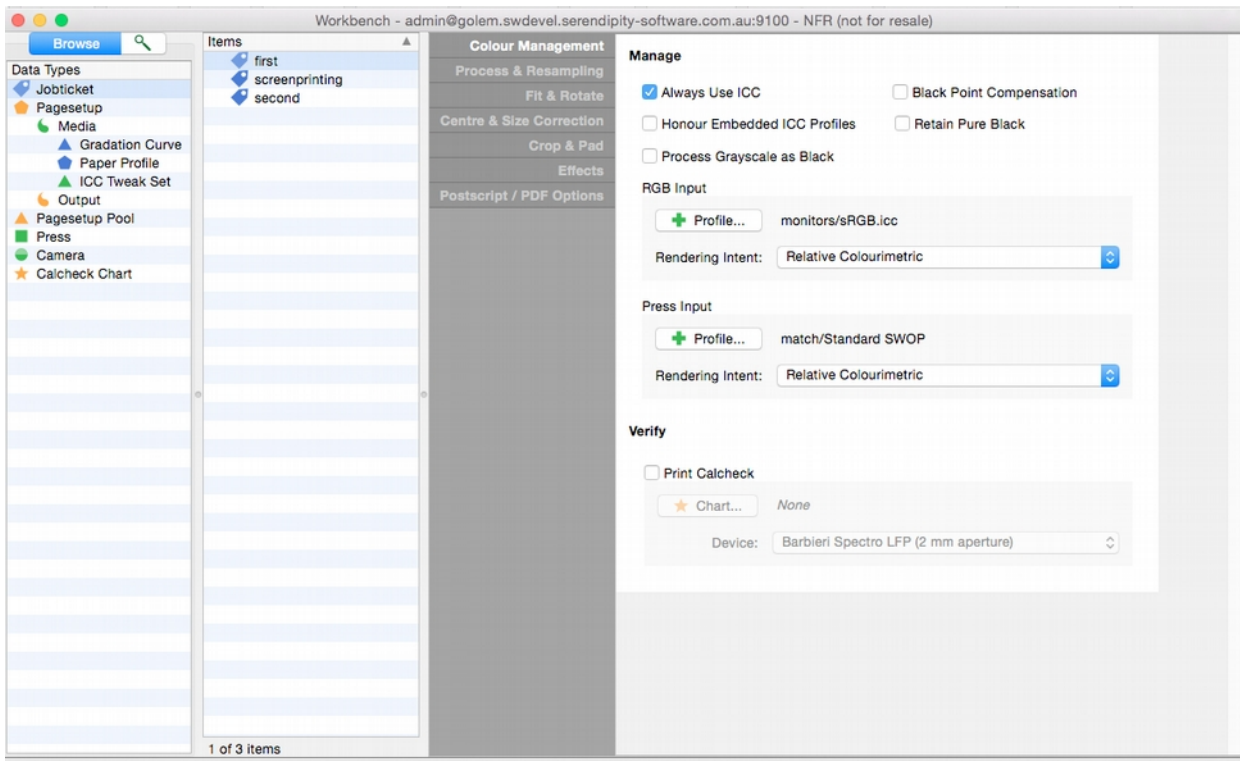 Workbench - admin@golem.swdevel.serendipity-software.com.au:9100 - NFR (not for resale)
Browse
Data Types
Jobticket
Pagesetup
Media
Gradation Curve
Paper Profile
ICC Tweak Set
Output
Pagesetup Pool
Press
Camera
Calcheck Chart
Items
first
screenprinting
second
1 of 3 items
Colour Management
Process & Resampling
Fit & Rotate
Centre & Size Correction
Crop & Pad
Effects
Postscript / PDF Options
Manage
Always Use ICC
Black Point Compensation
Honour Embedded ICC Profiles
Retain Pure Black
Process Grayscale as Black
RGB Input
Profile... monitors/sRGB.icc
Rendering Intent: Relative Colourimetric
Press Input
Profile... match/Standard SWOP
Rendering Intent: Relative Colourimetric
Verify
Print Calcheck
Chart... None
Device: Barbieri Spectro LFP (2 mm aperture)